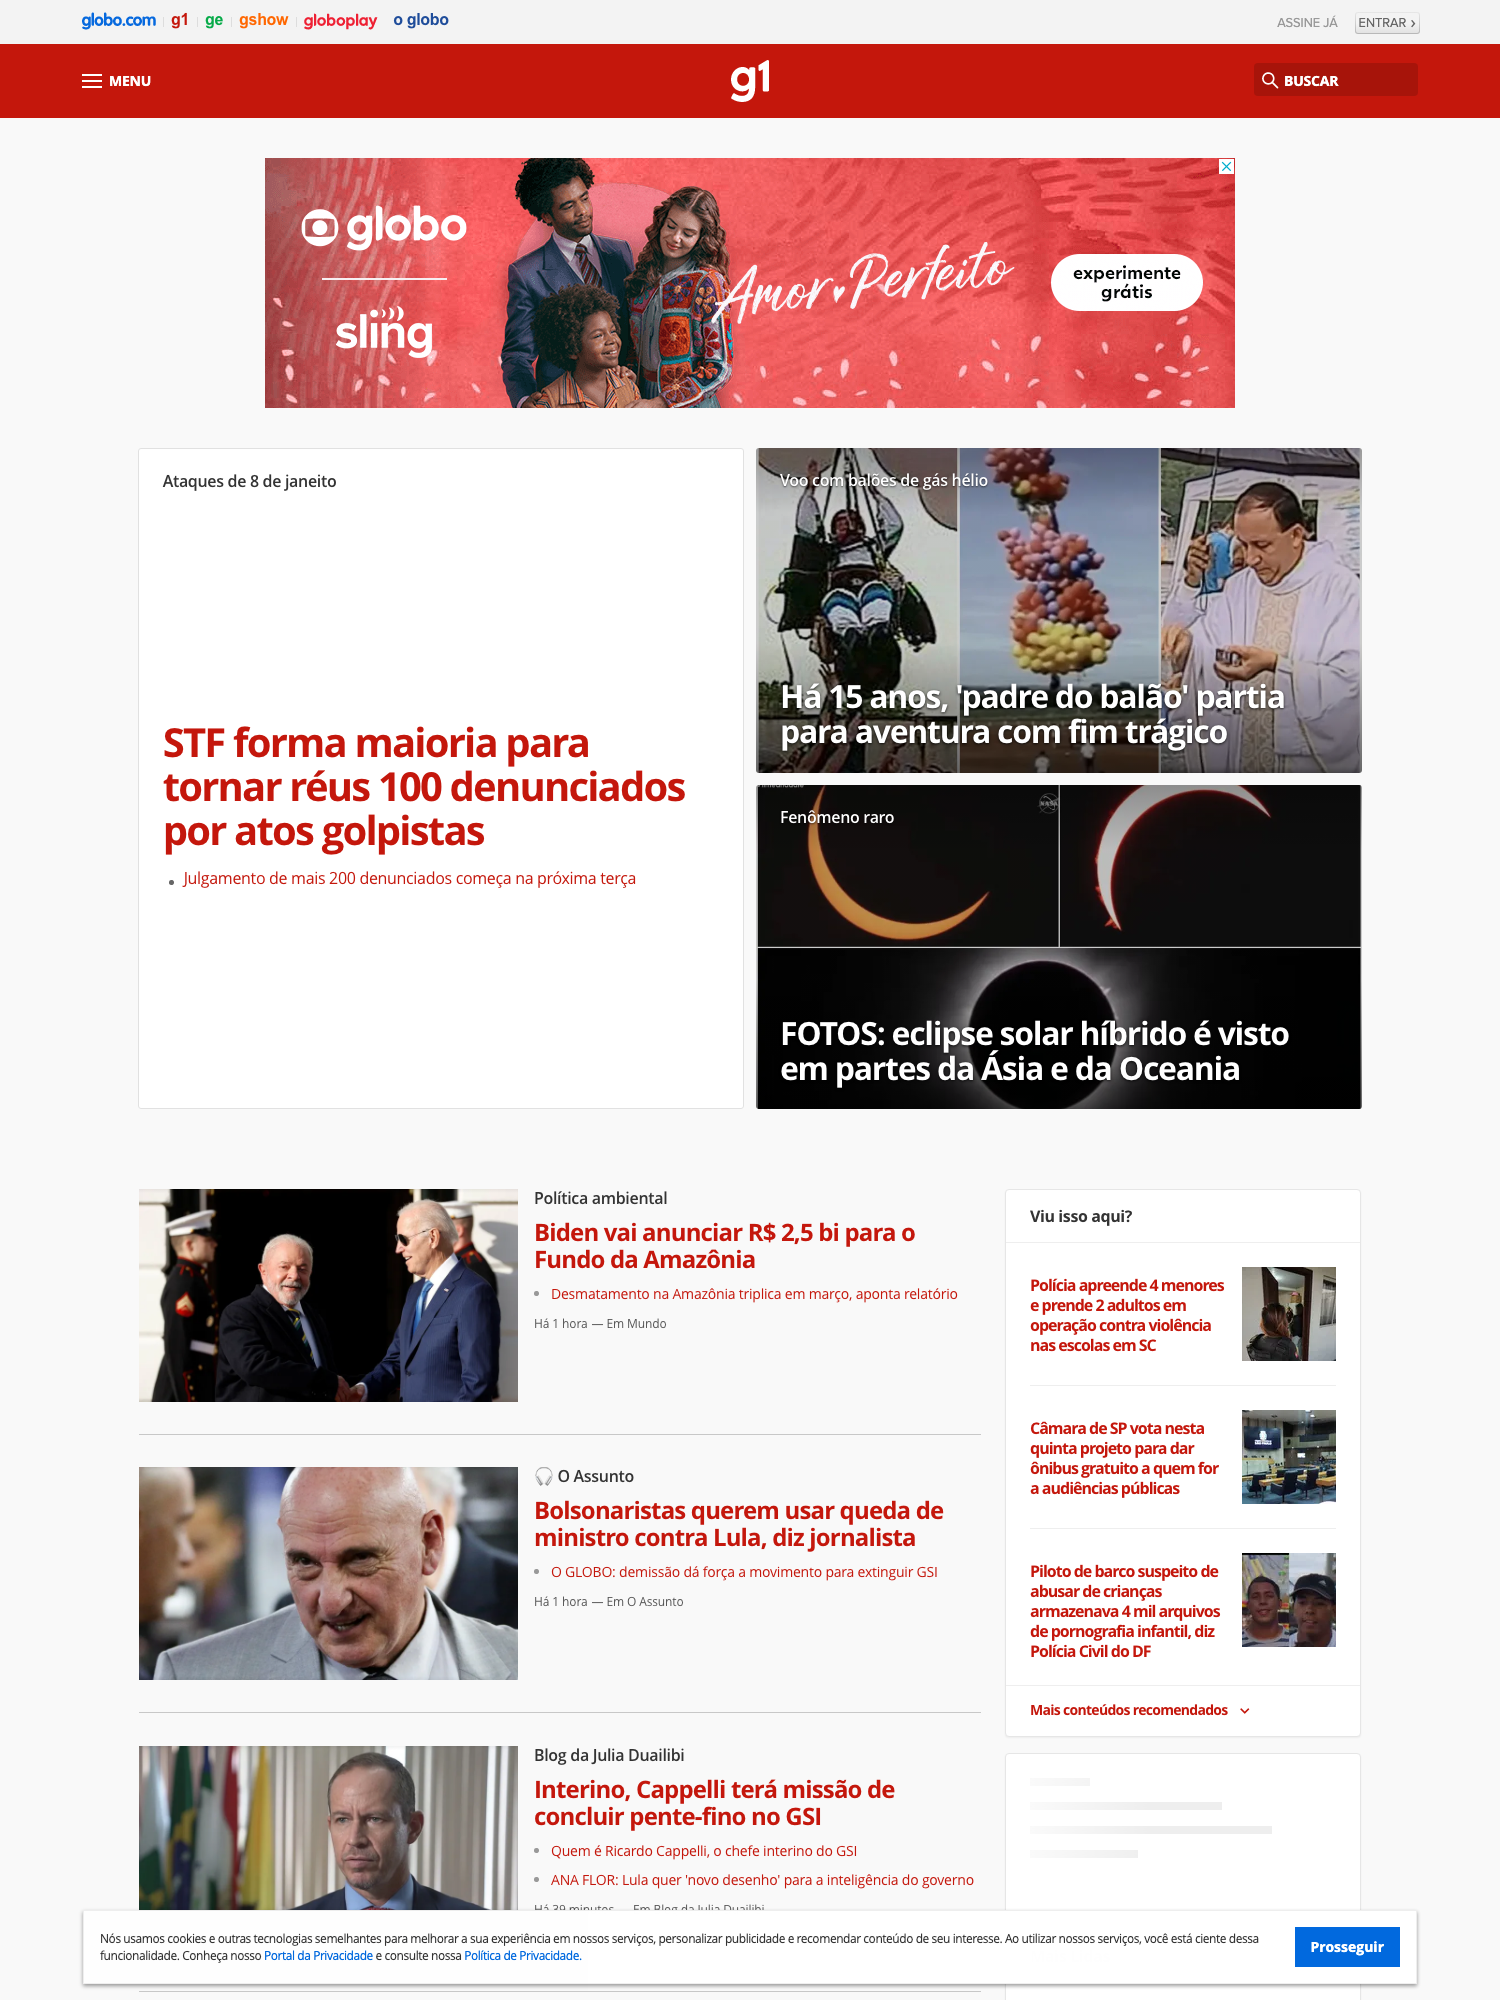 globo.com g1 ge gshow globoplay o globo
ASSINE JÁ ENTRAR ›
MENU
g1
BUSCAR
globo
sling
Amor Perfeito
experimente
grátis
Ataques de 8 de janeito
STF forma maioria para
tornar réus 100 denunciados
por atos golpistas
Julgamento de mais 200 denunciados começa na próxima terça
Voo com balões de gás hélio
Há 15 anos, 'padre do balão' partia
para aventura com fim trágico
NASA
Fenômeno raro
FOTOS: eclipse solar híbrido é visto
em partes da Ásia e da Oceania
Política ambiental
Biden vai anunciar R$ 2,5 bi para o
Fundo da Amazônia
Desmatamento na Amazônia triplica em março, aponta relatório
Há 1 hora — Em Mundo
O Assunto
Bolsonaristas querem usar queda de
ministro contra Lula, diz jornalista
O GLOBO: demissão dá força a movimento para extinguir GSI
Há 1 hora — Em O Assunto
Blog da Julia Duailibi
Interino, Cappelli terá missão de
concluir pente-fino no GSI
Quem é Ricardo Cappelli, o chefe interino do GSI
ANA FLOR: Lula quer 'novo desenho' para a inteligência do governo
Há 39 minutos — Em Blog da Julia Duailibi
Viu isso aqui?
Polícia apreende 4 menores
e prende 2 adultos em
operação contra violência
nas escolas em SC
Câmara de SP vota nesta
quinta projeto para dar
ônibus gratuito a quem for
a audiências públicas
Piloto de barco suspeito de
abusar de crianças
armazenava 4 mil arquivos
de pornografia infantil, diz
Polícia Civil do DF
Mais conteúdos recomendados
Nós usamos cookies e outras tecnologias semelhantes para melhorar a sua experiência em nossos serviços, personalizar publicidade e recomendar conteúdo de seu interesse. Ao utilizar nossos serviços, você está ciente dessa
funcionalidade. Conheça nosso Portal da Privacidade e consulte nossa Política de Privacidade.
Prosseguir